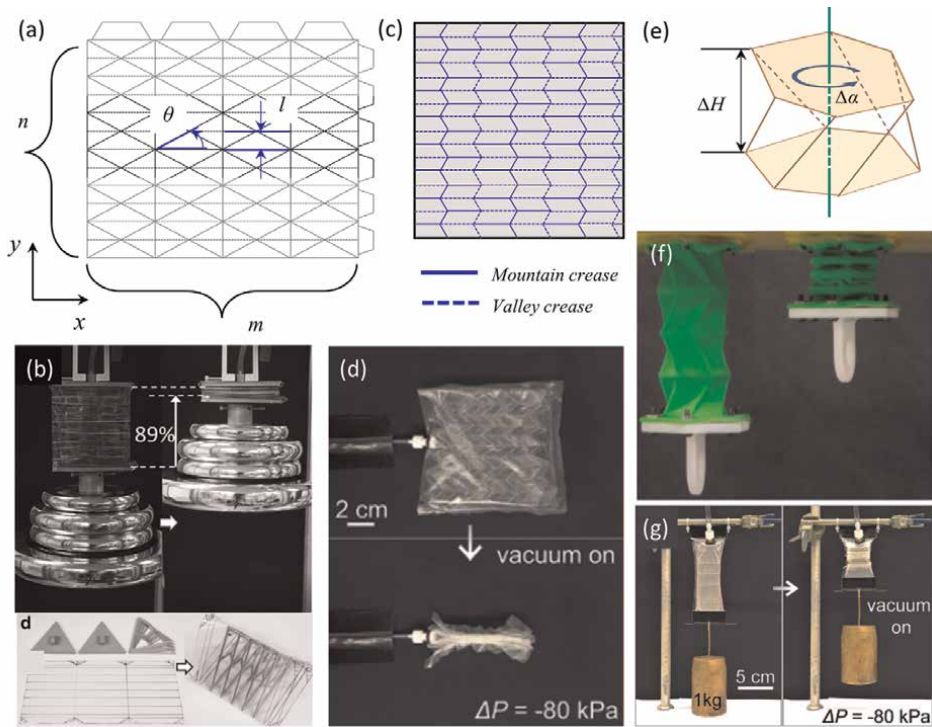 (a)
n
θ
l
y
x
m
(c)
Mountain crease
Valley crease
(e)
ΔH
Δα
(b)
89%
d
(d)
2 cm
vacuum on
ΔP = -80 kPa
(f)
(g)
vacuum
on
1kg
5 cm
ΔP = -80 kPa